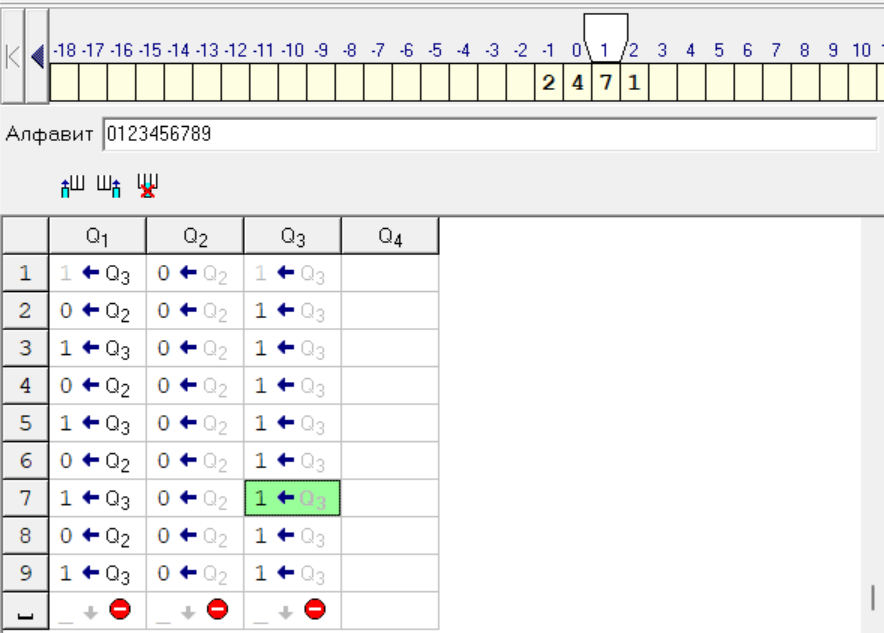 -18 -17 -16 -15 -14 -13 -12 -11 -10 -9 -8 -7 -6 -5 -4 -3 -2 -1 0 1 2 3 4 5 6 7 8 9 10
2 4 7 1
Алфавит 0123456789
Ш Ш Ш
Q1 Q2 Q3 Q4
1 1 ← Q3 0 ← Q2 1 ← Q3
2 0 ← Q2 0 ← Q2 1 ← Q3
3 1 ← Q3 0 ← Q2 1 ← Q3
4 0 ← Q2 0 ← Q2 1 ← Q3
5 1 ← Q3 0 ← Q2 1 ← Q3
6 0 ← Q2 0 ← Q2 1 ← Q3
7 1 ← Q3 0 ← Q2 1 ← Q3
8 0 ← Q2 0 ← Q2 1 ← Q3
9 1 ← Q3 0 ← Q2 1 ← Q3
␣ _ ↓ _ ↓ _ ↓